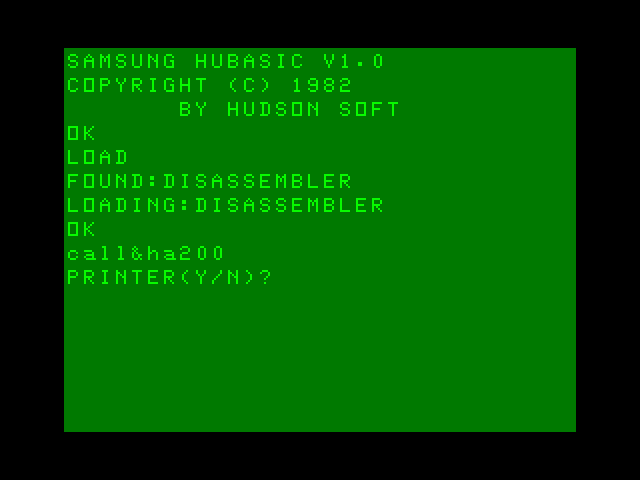 SAMSUNG HUBASIC V1.0
COPYRIGHT (C) 1982
BY HUDSON SOFT
OK
LOAD
FOUND:DISASSEMBLER
LOADING:DISASSEMBLER
OK
call&ha200
PRINTER(Y/N)?